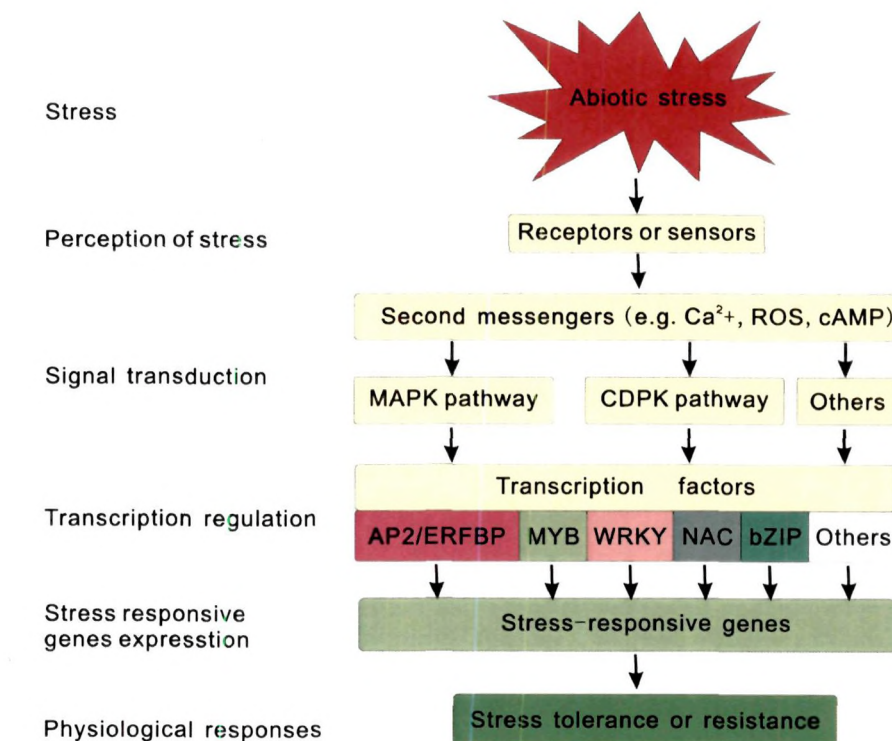 Stress
Abiotic stress
Perception of stress
Receptors or sensors
Second messengers (e.g. Ca²+, ROS, cAMP)
Signal transduction
MAPK pathway
CDPK pathway
Others
Transcription factors
Transcription regulation
AP2/ERFBP
MYB
WRKY
NAC
bZIP
Others
Stress responsive
genes expresstion
Stress-responsive genes
Physiological responses
Stress tolerance or resistance